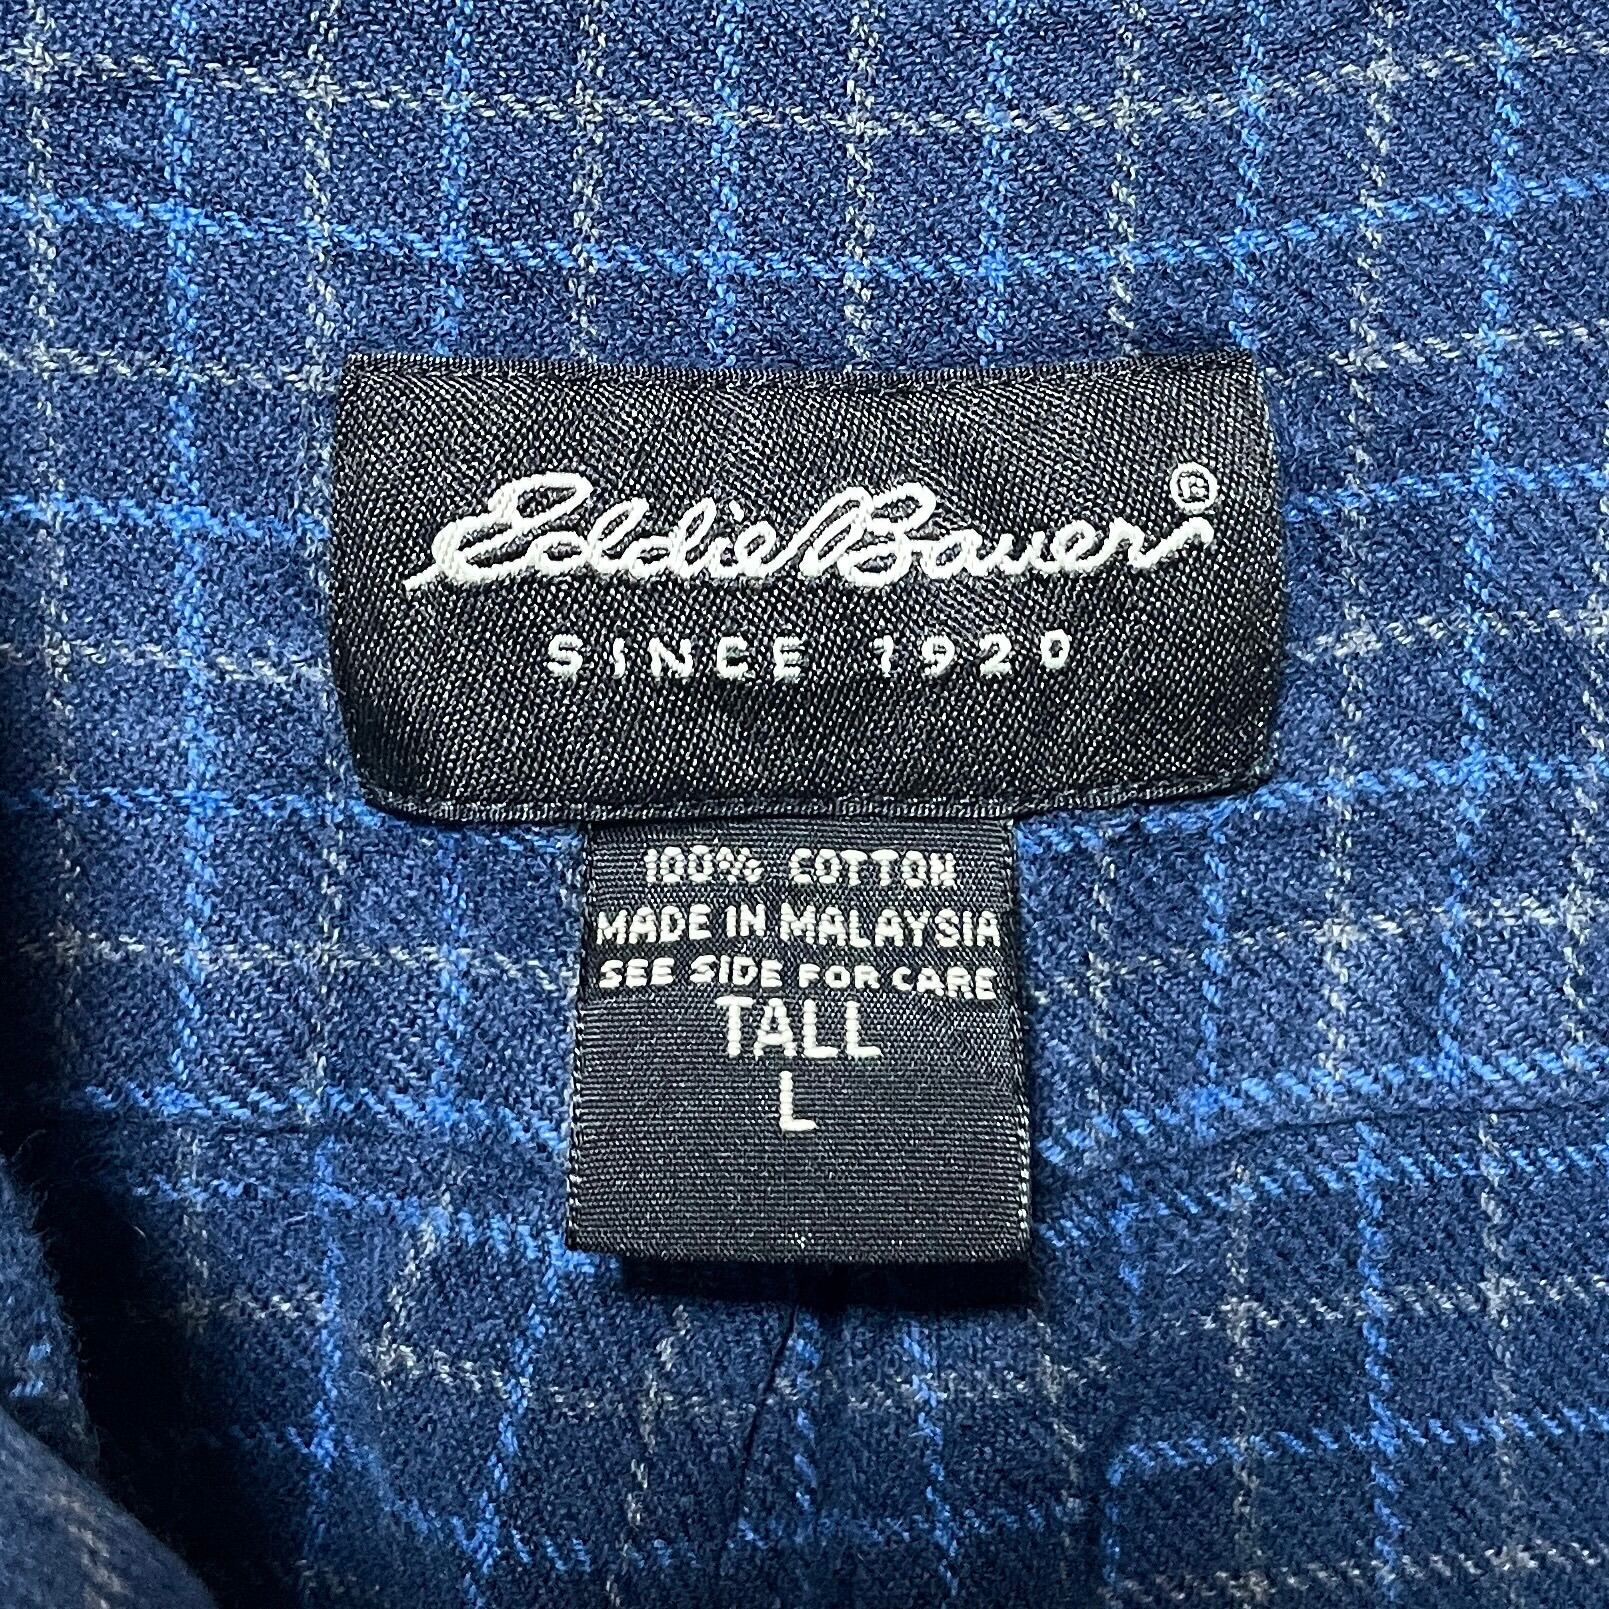 Eddie Bauer®
SINCE 1920
100% COTTON
MADE IN MALAYSIA
SEE SIDE FOR CARE
TALL
L